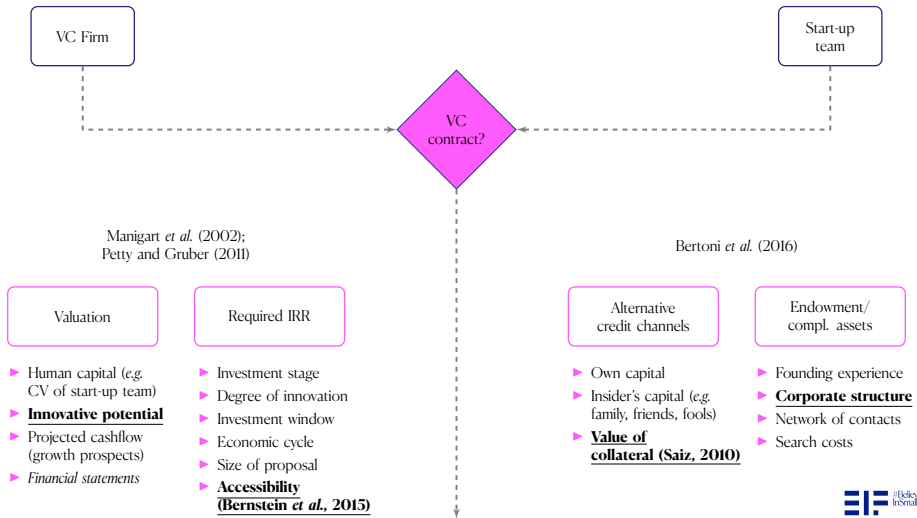 VC Firm
Start-up
team
VC
contract?
Manigart et al. (2002);
Petty and Gruber (2011)
Bertoni et al. (2016)
Valuation
Required IRR
Alternative
credit channels
Endowment/
compl. assets
Human capital (e.g.
CV of start-up team)
Innovative potential
Projected cashflow
(growth prospects)
Financial statements
Investment stage
Degree of innovation
Investment window
Economic cycle
Size of proposal
Accessibility
(Bernstein et al., 2015)
Own capital
Insider's capital (e.g.
family, friends, fools)
Value of
collateral (Saiz, 2010)
Founding experience
Corporate structure
Network of contacts
Search costs
EIF